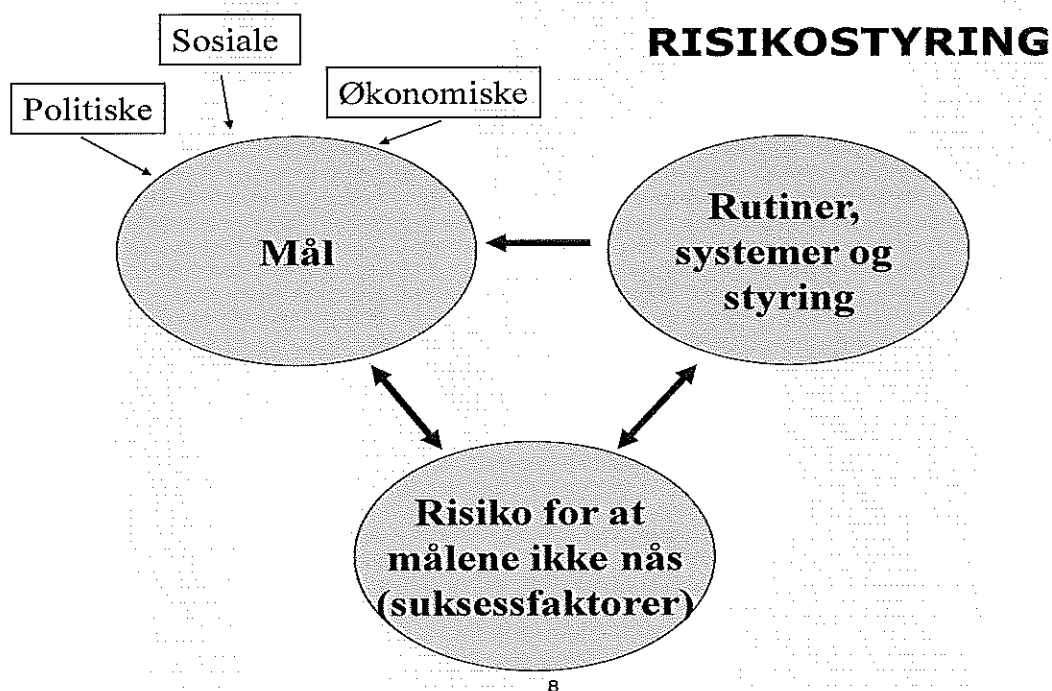 RISIKOSTYRING
Sosiale
Politiske
Økonomiske
Mål
Rutiner,
systemer og
styring
Risiko for at
målene ikke nås
(suksessfaktorer)
8